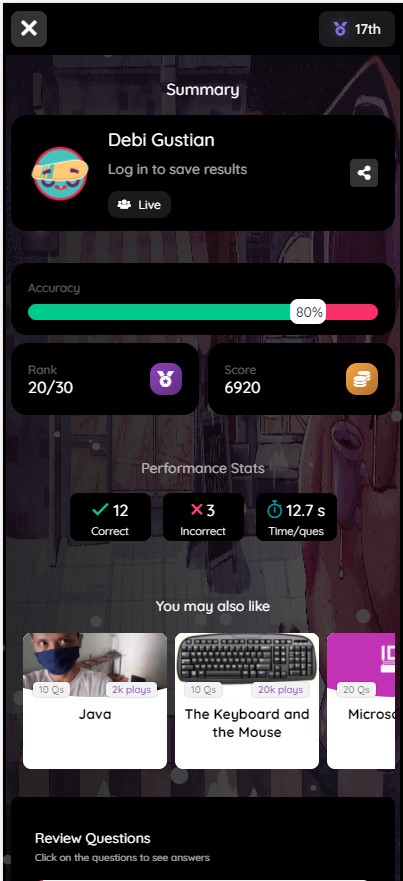 17th
Summary
Debi Gustian
Log in to save results
Live
Accuracy
80%
Rank
20/30
Score
6920
Performance Stats
12
Correct
3
Incorrect
12.7 s
Time/ques
You may also like
10 Qs
2k plays
Java
10 Qs
20k plays
The Keyboard and
the Mouse
20 Qs
Review Questions
Click on the questions to see answers